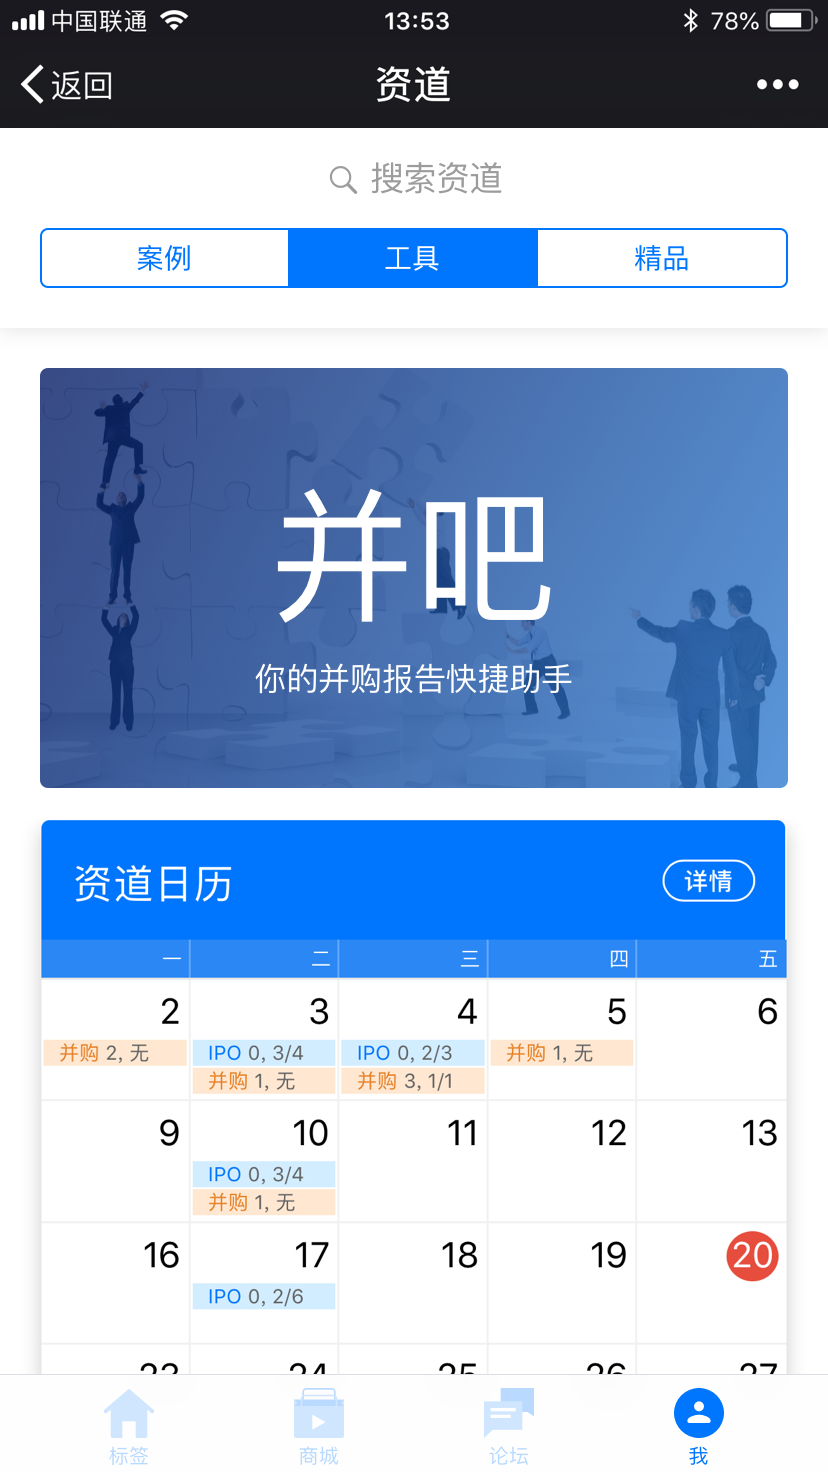 中国联通 13:53 78%
返回 资道
搜索资道
案例 工具 精品
并吧
你的并购报告快捷助手
资道日历 详情
一 二 三 四 五
2 3 4 5 6
并购 2, 无 IPO 0, 3/4 IPO 0, 2/3 并购 1, 无
并购 1, 无 并购 3, 1/1
9 10 11 12 13
IPO 0, 3/4
并购 1, 无
16 17 18 19 20
IPO 0, 2/6
23 24 25 26 27
标签 商城 论坛 我